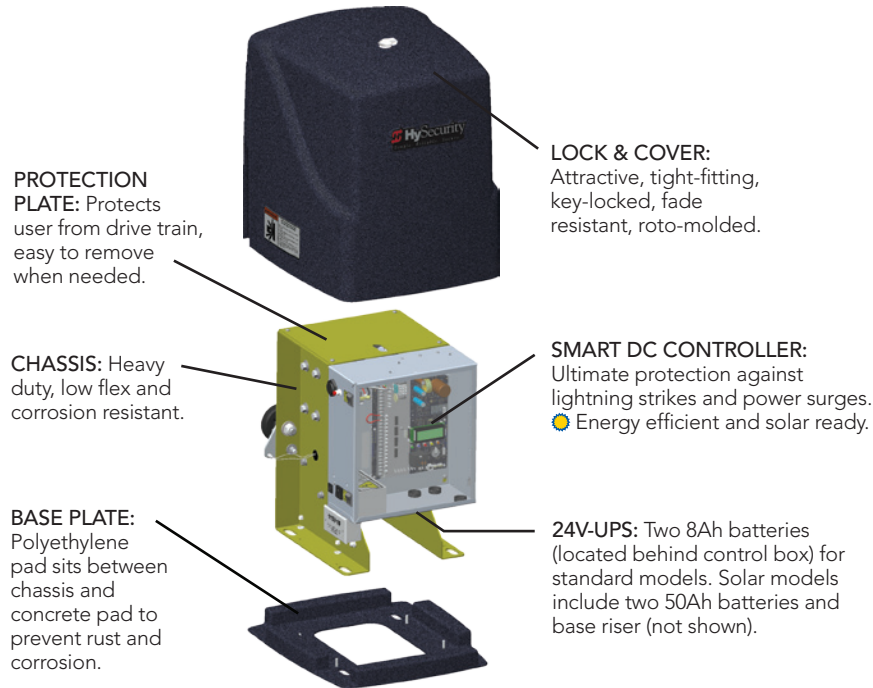 HySecurity
LOCK & COVER:
Attractive, tight-fitting,
key-locked, fade
resistant, roto-molded.
PROTECTION
PLATE: Protects
user from drive train,
easy to remove
when needed.
CHASSIS: Heavy
duty, low flex and
corrosion resistant.
SMART DC CONTROLLER:
Ultimate protection against
lightning strikes and power surges.
Energy efficient and solar ready.
BASE PLATE:
Polyethylene
pad sits between
chassis and
concrete pad to
prevent rust and
corrosion.
24V-UPS: Two 8Ah batteries
(located behind control box) for
standard models. Solar models
include two 50Ah batteries and
base riser (not shown).